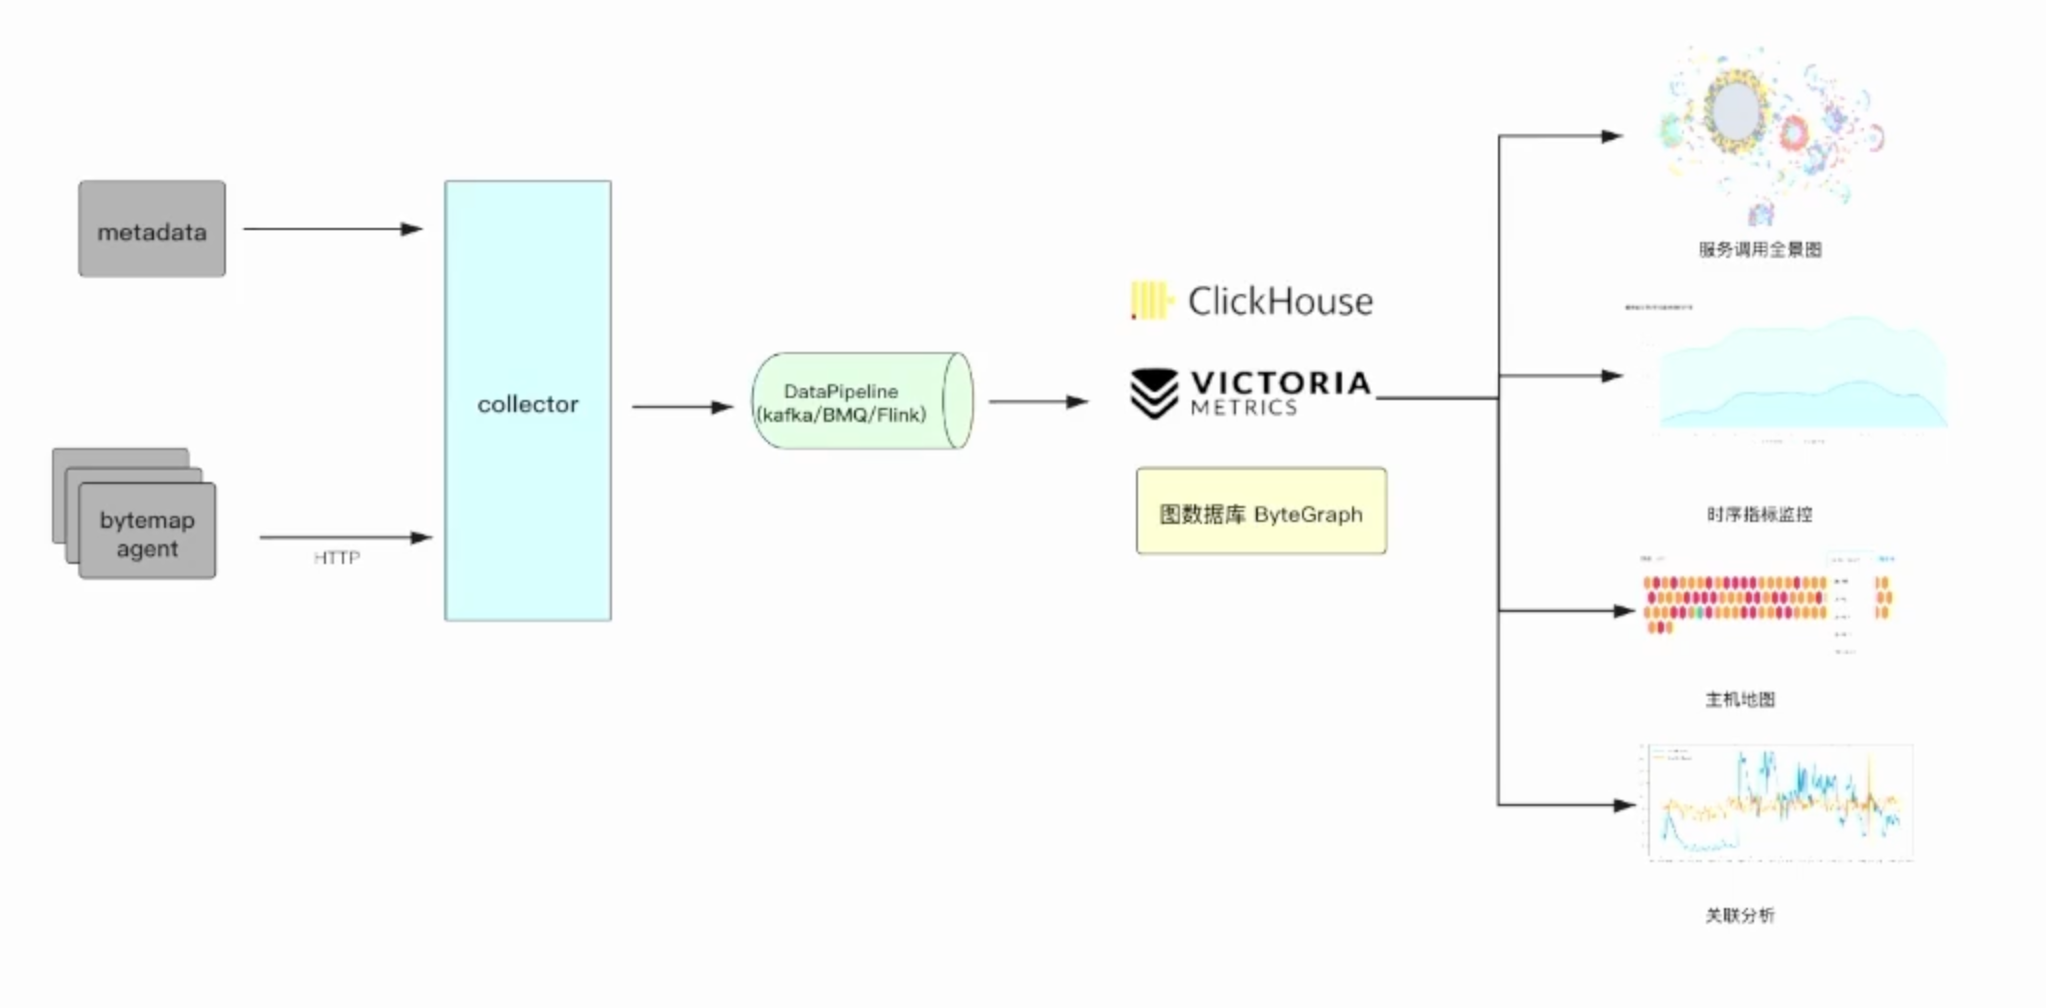 metadata
bytemap
agent
HTTP
collector
DataPipeline
(kafka/BMQ/Flink)
ClickHouse
VICTORIA
METRICS
图数据库 ByteGraph
服务调用全景图
时序指标监控
主机地图
关联分析